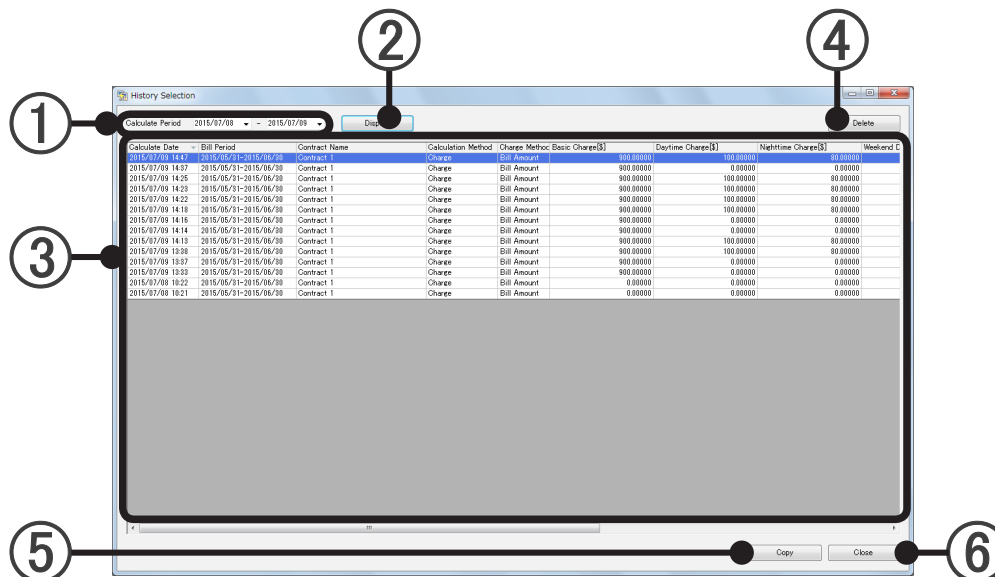 ② ④
History Selection
①
Calculate Period 2015/07/08 - 2015/07/09 Delete
Calculate Date Bill Period Contract Name Calculation Method Charge Method Basic Charge[$] Daytime Charge[$] Nighttime Charge[$] Weekend D
2015/07/09 14:47 2015/05/31-2015/06/30 Contract 1 Charge Bill Amount 900.00000 100.00000 80.00000
2015/07/09 14:37 2015/05/31-2015/06/30 Contract 1 Charge Bill Amount 900.00000 0.00000 0.00000
2015/07/09 14:25 2015/05/31-2015/06/30 Contract 1 Charge Bill Amount 900.00000 100.00000 80.00000
2015/07/09 14:23 2015/05/31-2015/06/30 Contract 1 Charge Bill Amount 900.00000 100.00000 80.00000
2015/07/09 14:22 2015/05/31-2015/06/30 Contract 1 Charge Bill Amount 900.00000 100.00000 80.00000
2015/07/09 14:18 2015/05/31-2015/06/30 Contract 1 Charge Bill Amount 900.00000 100.00000 80.00000
2015/07/09 14:16 2015/05/31-2015/06/30 Contract 1 Charge Bill Amount 900.00000 0.00000 0.00000
2015/07/09 14:14 2015/05/31-2015/06/30 Contract 1 Charge Bill Amount 900.00000 0.00000 0.00000
2015/07/09 14:13 2015/05/31-2015/06/30 Contract 1 Charge Bill Amount 900.00000 100.00000 80.00000
2015/07/09 13:38 2015/05/31-2015/06/30 Contract 1 Charge Bill Amount 900.00000 100.00000 80.00000
③
2015/07/09 13:37 2015/05/31-2015/06/30 Contract 1 Charge Bill Amount 900.00000 0.00000 0.00000
2015/07/09 13:33 2015/05/31-2015/06/30 Contract 1 Charge Bill Amount 900.00000 0.00000 0.00000
2015/07/08 10:22 2015/05/31-2015/06/30 Contract 1 Charge Bill Amount 0.00000 0.00000 0.00000
2015/07/08 10:21 2015/05/31-2015/06/30 Contract 1 Charge Bill Amount 0.00000 0.00000 0.00000
⑤ Copy Close ⑥